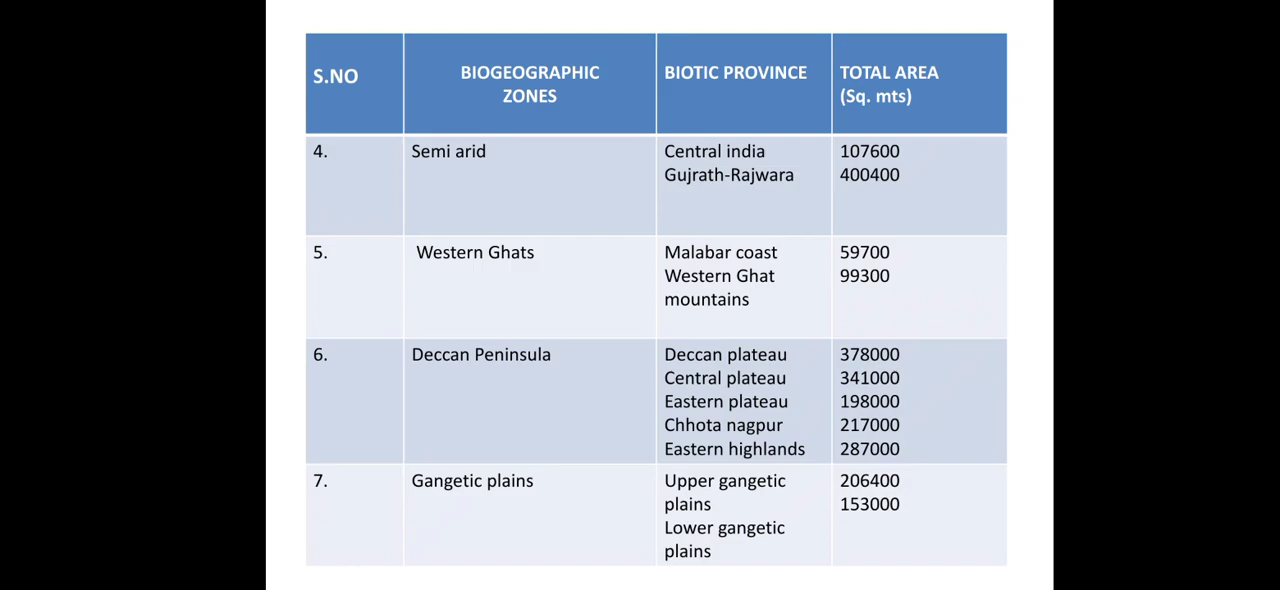 S.NO
BIOGEOGRAPHIC
ZONES
BIOTIC PROVINCE
TOTAL AREA
(Sq. mts)
4.
Semi arid
Central india
Gujrath-Rajwara
107600
400400
5.
Western Ghats
Malabar coast
Western Ghat
mountains
59700
99300
6.
Deccan Peninsula
Deccan plateau
Central plateau
Eastern plateau
Chhota nagpur
Eastern highlands
378000
341000
198000
217000
287000
7.
Gangetic plains
Upper gangetic
plains
Lower gangetic
plains
206400
153000